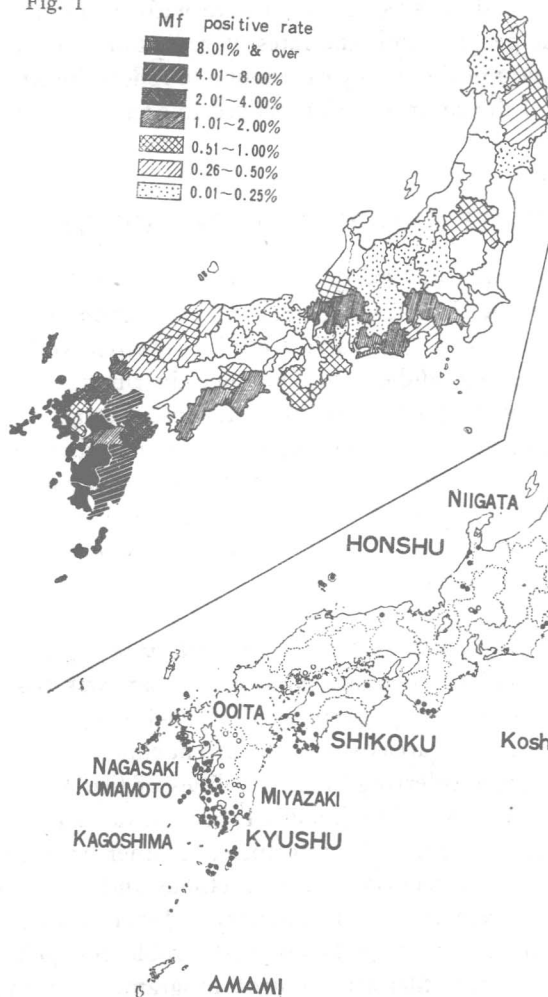 Fig. 1
Mf positive rate
8.01% & over
4.01~8.00%
2.01~4.00%
1.01~2.00%
0.51~1.00%
0.26~0.50%
0.01~0.25%
NIIGATA
HONSHU
OOITA
SHIKOKU
Kosh
NAGASAKI
KUMAMOTO
MIYAZAKI
KAGOSHIMA
KYUSHU
AMAMI